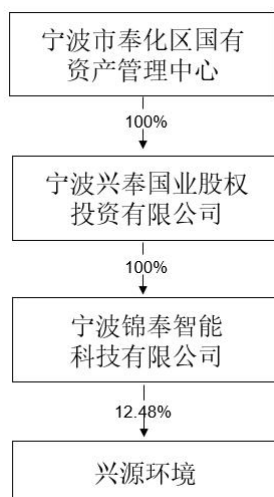 宁波市奉化区国有
资产管理中心
100%
宁波兴奉国业股权
投资有限公司
100%
宁波锦奉智能
科技有限公司
12.48%
兴源环境